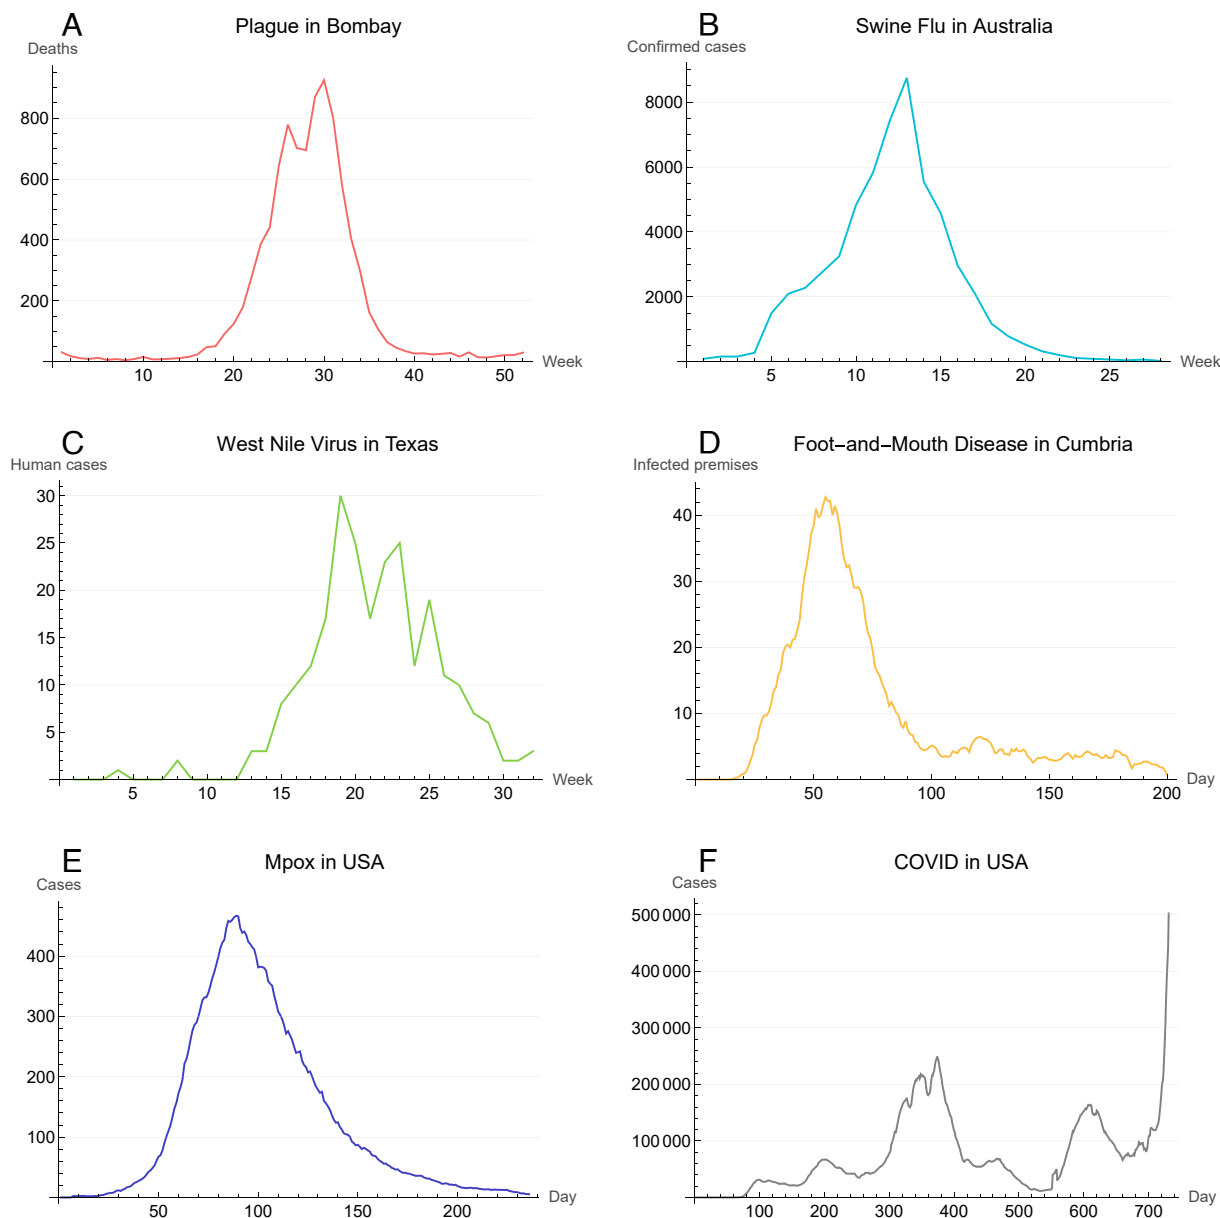 A
Plague in Bombay
Deaths
800
600
400
200
10 20 30 40 50
Week
B
Swine Flu in Australia
Confirmed cases
8000
6000
4000
2000
5 10 15 20 25
Week
C
West Nile Virus in Texas
Human cases
30
25
20
15
10
5
5 10 15 20 25 30
Week
D
Foot–and–Mouth Disease in Cumbria
Infected premises
40
30
20
10
50 100 150 200
Day
E
Mpox in USA
Cases
400
300
200
100
50 100 150 200
Day
F
COVID in USA
Cases
500 000
400 000
300 000
200 000
100 000
100 200 300 400 500 600 700
Day